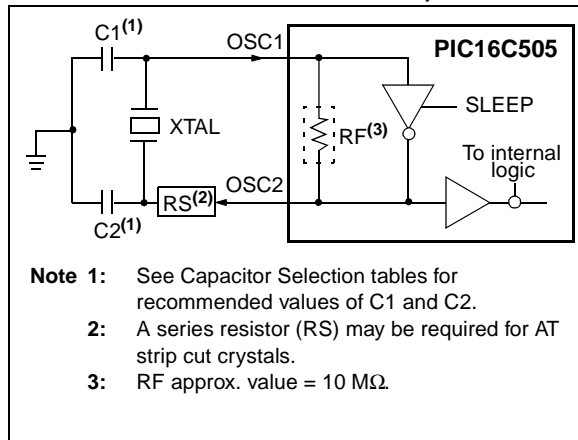 C1(1)
OSC1
PIC16C505
SLEEP
XTAL
RF(3)
To internal
logic
OSC2
RS(2)
C2(1)
Note 1: See Capacitor Selection tables for
recommended values of C1 and C2.
2: A series resistor (RS) may be required for AT
strip cut crystals.
3: RF approx. value = 10 MΩ.